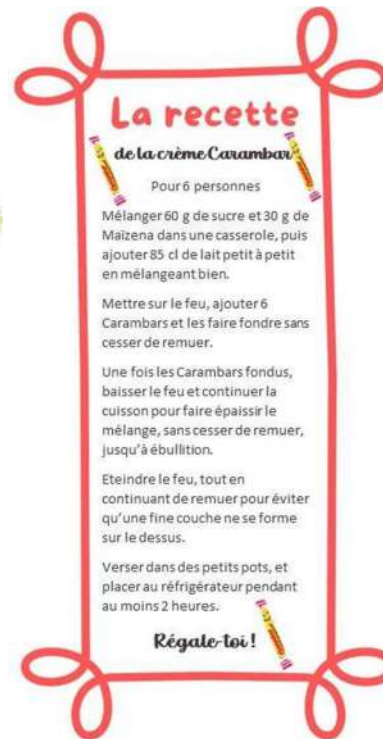 La recette
de la crème Carambar
Pour 6 personnes
Mélanger 60 g de sucre et 30 g de
Maïzena dans une casserole, puis
ajouter 85 cl de lait petit à petit
en mélangeant bien.
Mettre sur le feu, ajouter 6
Carambars et les faire fondre sans
cesser de remuer.
Une fois les Carambars fondus,
baisser le feu et continuer la
cuisson pour faire épaissir le
mélange, sans cesser de remuer,
jusqu'à ébullition.
Eteindre le feu, tout en
continuant de remuer pour éviter
qu'une fine couche ne se forme
sur le dessus.
Verser dans des petits pots, et
placer au réfrigérateur pendant
au moins 2 heures.
Régale-toi !